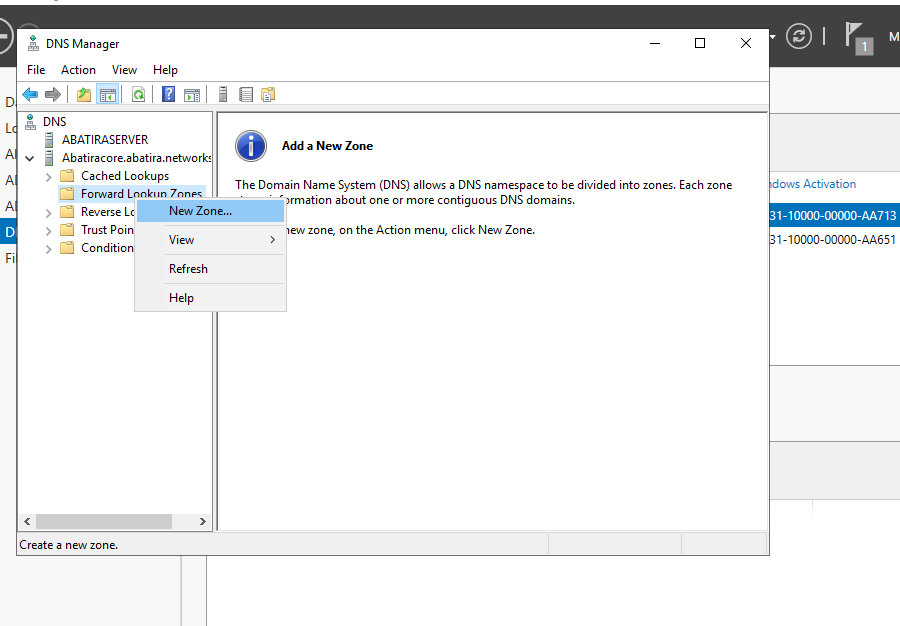 DNS Manager
File Action View Help
1
M
DNS
ABATIRASERVER
Abatiracore.abatira.networks
Cached Lookups
Forward Lookup Zones
Reverse Lo
Trust Poin
Condition
New Zone...
View
Refresh
Help
Add a New Zone
The Domain Name System (DNS) allows a DNS namespace to be divided into zones. Each zone
information about one or more contiguous DNS domains.
new zone, on the Action menu, click New Zone.
Create a new zone.
D
Lo
Al
Al
Al
D
Fi
ndows Activation
31-10000-00000-AA713
31-10000-00000-AA651